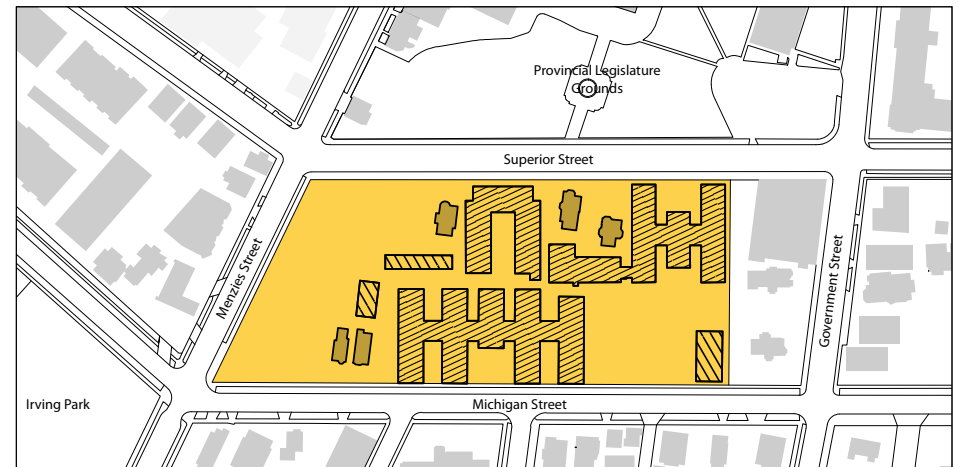 Provincial Legislature
Grounds
Superior Street
Menzies Street
Government Street
Irving Park
Michigan Street